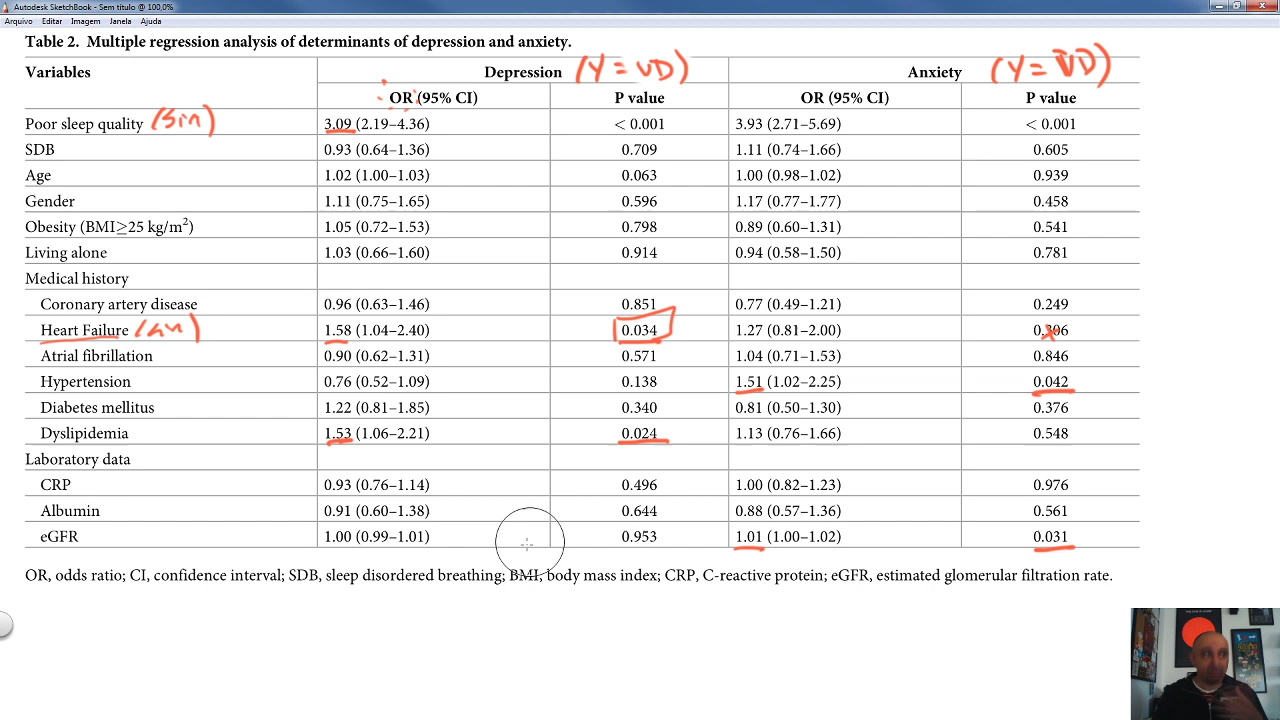 Autodesk SketchBook - Sem título @ 100,0%
Arquivo Editar Imagem Janela Ajuda
Table 2. Multiple regression analysis of determinants of depression and anxiety.
Variables Depression (Y = VD) Anxiety (Y = VD)
OR (95% CI) P value OR (95% CI) P value
Poor sleep quality (Sim) 3.09 (2.19–4.36) < 0.001 3.93 (2.71–5.69) < 0.001
SDB 0.93 (0.64–1.36) 0.709 1.11 (0.74–1.66) 0.605
Age 1.02 (1.00–1.03) 0.063 1.00 (0.98–1.02) 0.939
Gender 1.11 (0.75–1.65) 0.596 1.17 (0.77–1.77) 0.458
Obesity (BMI≥25 kg/m²) 1.05 (0.72–1.53) 0.798 0.89 (0.60–1.31) 0.541
Living alone 1.03 (0.66–1.60) 0.914 0.94 (0.58–1.50) 0.781
Medical history
Coronary artery disease 0.96 (0.63–1.46) 0.851 0.77 (0.49–1.21) 0.249
Heart Failure 1.58 (1.04–2.40) 0.034 1.27 (0.81–2.00)
Atrial fibrillation 0.90 (0.62–1.31) 0.571 1.04 (0.71–1.53) 0.846
Hypertension 0.76 (0.52–1.09) 0.138 1.51 (1.02–2.25) 0.042
Diabetes mellitus 1.22 (0.81–1.85) 0.340 0.81 (0.50–1.30) 0.376
Dyslipidemia 1.53 (1.06–2.21) 0.024 1.13 (0.76–1.66) 0.548
Laboratory data
CRP 0.93 (0.76–1.14) 0.496 1.00 (0.82–1.23) 0.976
Albumin 0.91 (0.60–1.38) 0.644 0.88 (0.57–1.36) 0.561
eGFR 1.00 (0.99–1.01) 0.953 1.01 (1.00–1.02) 0.031
OR, odds ratio; CI, confidence interval; SDB, sleep disordered breathing; BMI, body mass index; CRP, C-reactive protein; eGFR, estimated glomerular filtration rate.